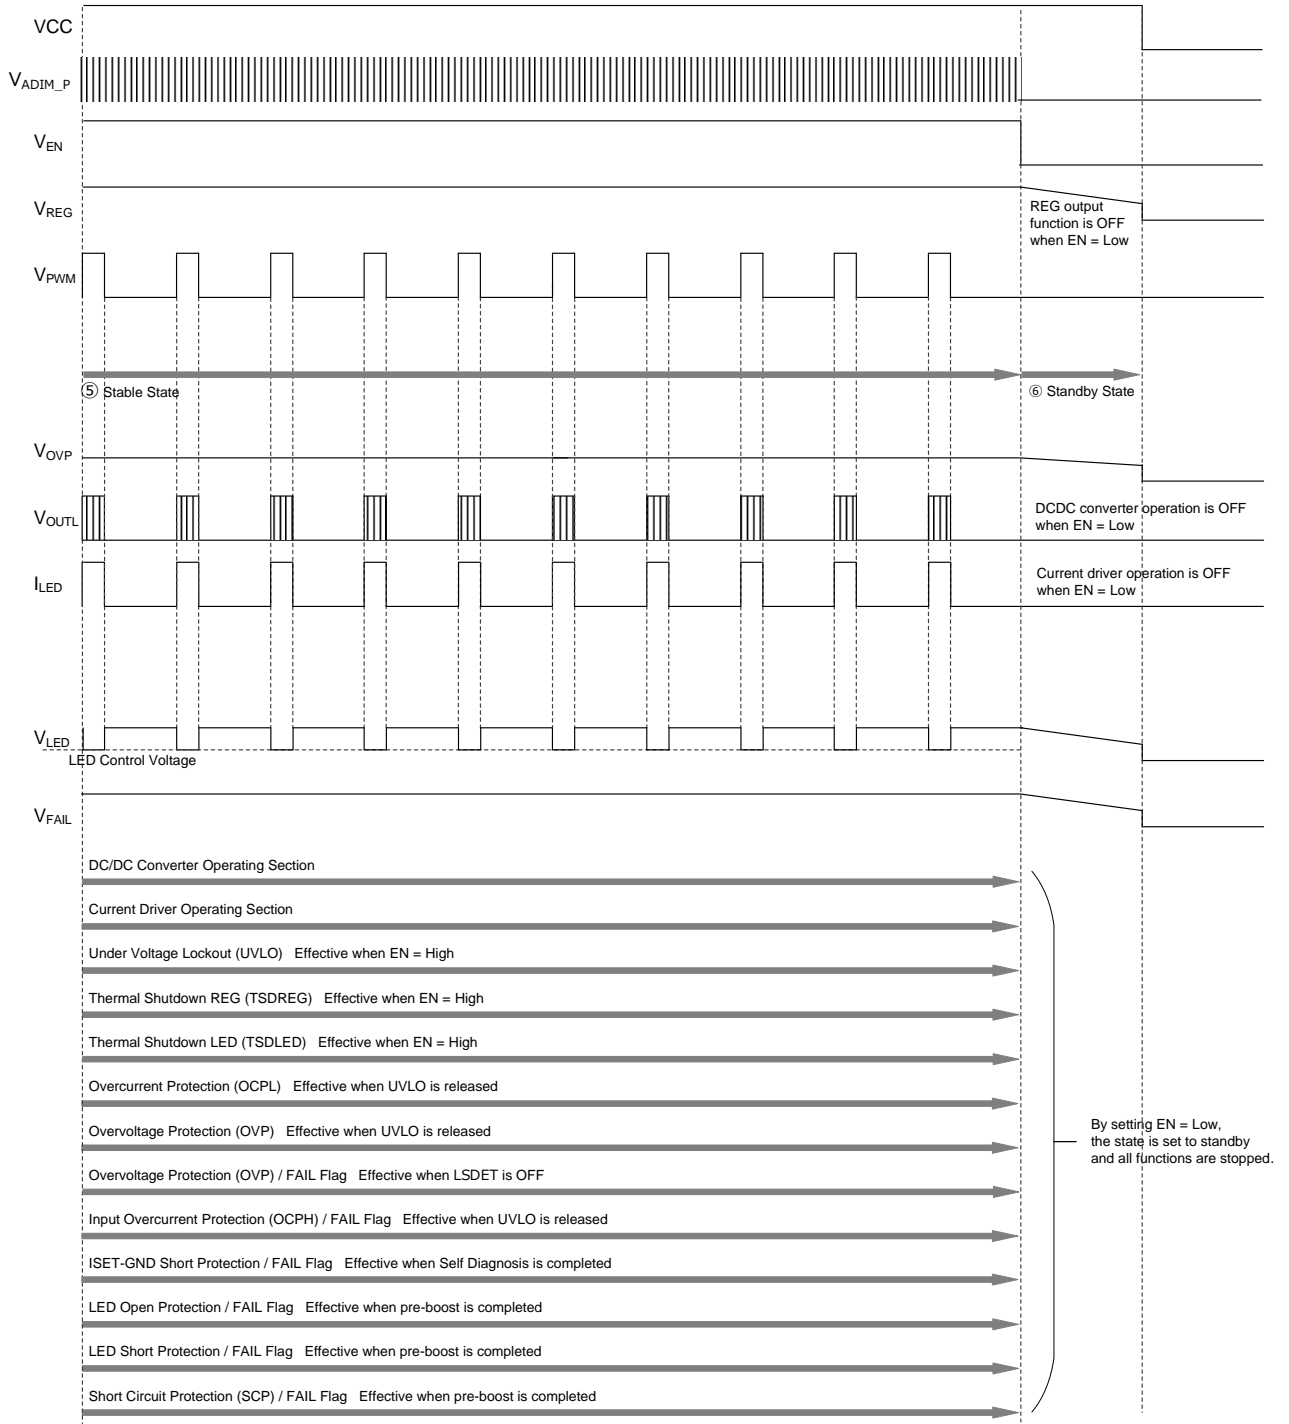 VCC
VADIM_P
VEN
VREG
REG output
function is OFF
when EN = Low
VPWM
⑤ Stable State
⑥ Standby State
VOVP
VOUTL
DCDC converter operation is OFF
when EN = Low
ILED
Current driver operation is OFF
when EN = Low
VLED
LED Control Voltage
VFAIL
DC/DC Converter Operating Section
Current Driver Operating Section
Under Voltage Lockout (UVLO) Effective when EN = High
Thermal Shutdown REG (TSDREG) Effective when EN = High
Thermal Shutdown LED (TSDLED) Effective when EN = High
Overcurrent Protection (OCPL) Effective when UVLO is released
Overvoltage Protection (OVP) Effective when UVLO is released
Overvoltage Protection (OVP) / FAIL Flag Effective when LSDET is OFF
Input Overcurrent Protection (OCPH) / FAIL Flag Effective when UVLO is released
ISET-GND Short Protection / FAIL Flag Effective when Self Diagnosis is completed
LED Open Protection / FAIL Flag Effective when pre-boost is completed
LED Short Protection / FAIL Flag Effective when pre-boost is completed
Short Circuit Protection (SCP) / FAIL Flag Effective when pre-boost is completed
By setting EN = Low,
the state is set to standby
and all functions are stopped.